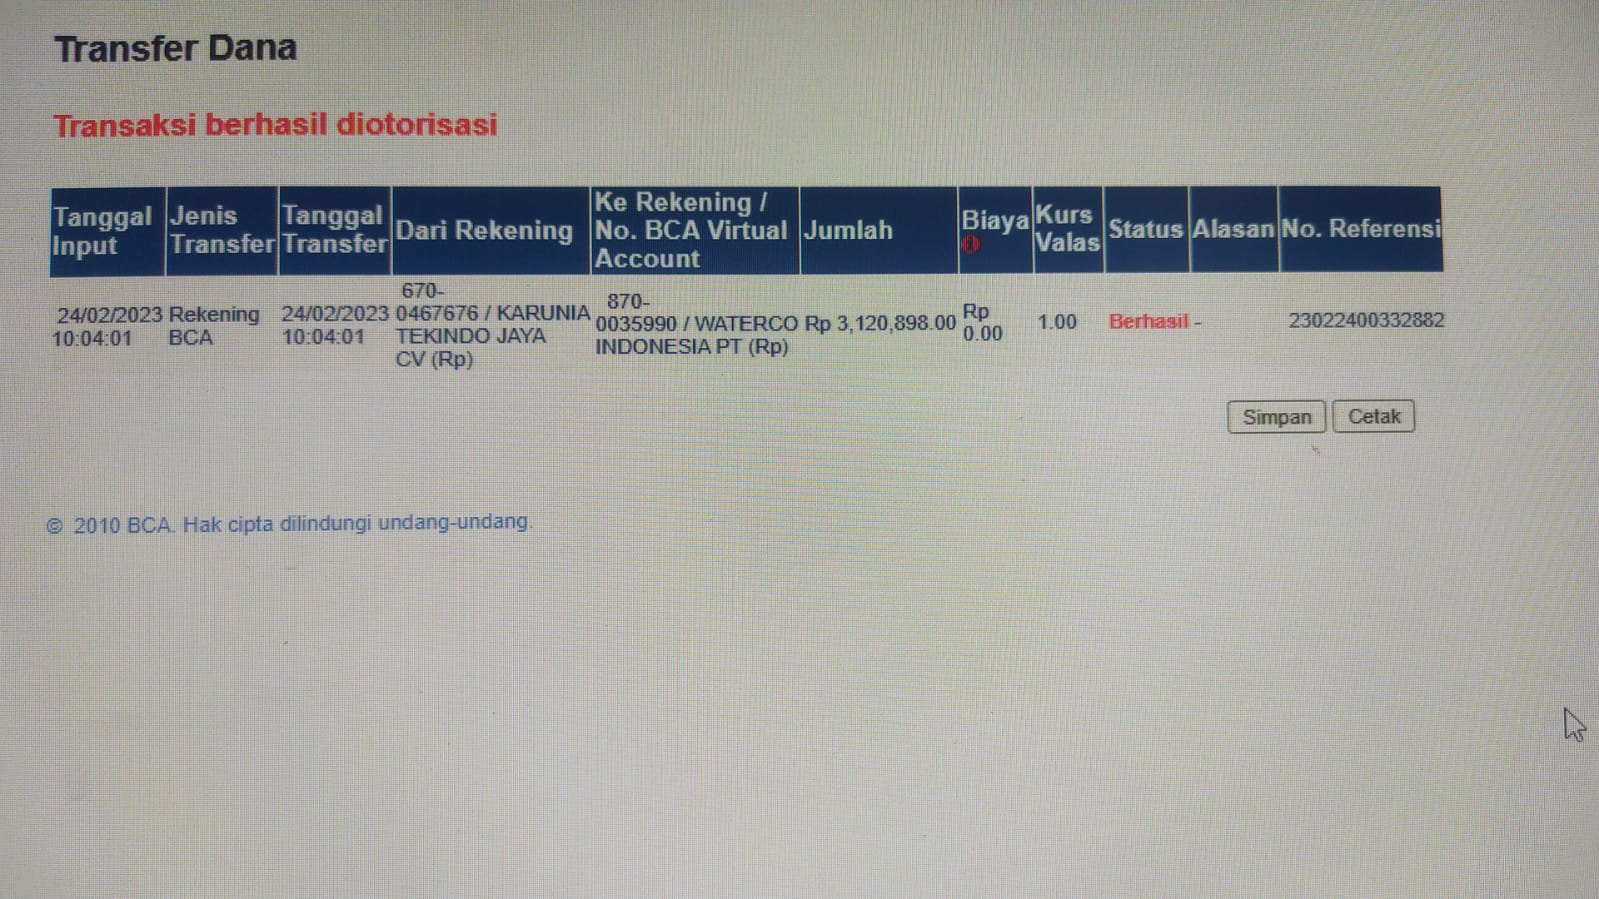 Transfer Dana
Transaksi berhasil diotorisasi
Tanggal Input
Jenis Transfer
Tanggal Transfer
Dari Rekening
Ke Rekening / No. BCA Virtual Account
Jumlah
Biaya
Kurs Valas
Status
Alasan
No. Referensi
24/02/2023
10:04:01
Rekening
BCA
24/02/2023
10:04:01
670-
0467676 / KARUNIA
TEKINDO JAYA
CV (Rp)
870-
0035990 / WATERCO
INDONESIA PT (Rp)
Rp 3,120,898.00
Rp
0.00
1.00
Berhasil
-
23022400332882
Simpan
Cetak
© 2010 BCA. Hak cipta dilindungi undang-undang.